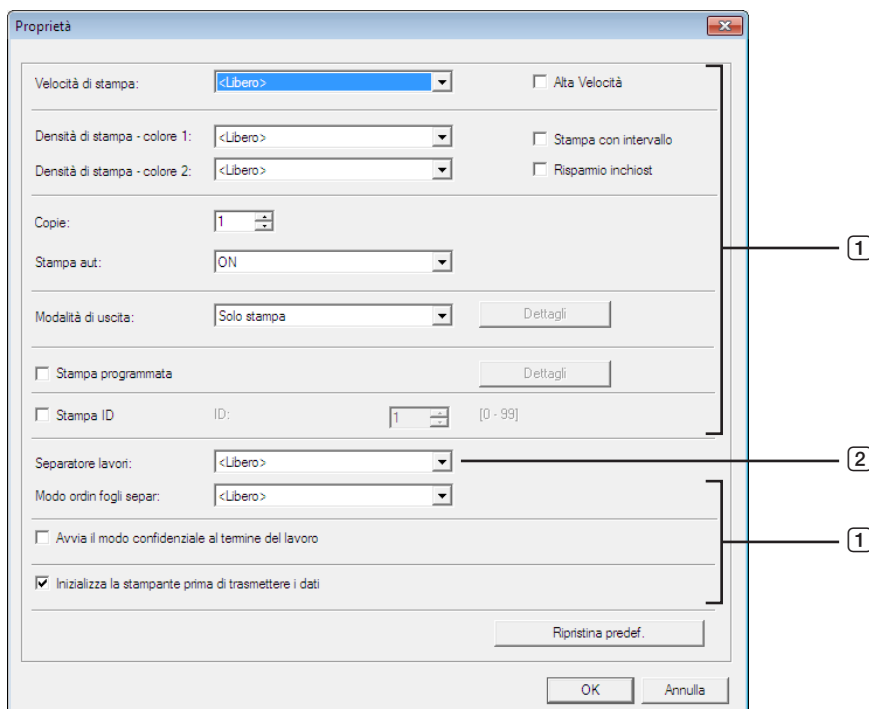 Proprietà
Velocità di stampa: <Libero> Alta Velocità
Densità di stampa - colore 1: <Libero> Stampa con intervallo
Densità di stampa - colore 2: <Libero> Risparmio inchiost
Copie: 1
1
Stampa aut: ON
Modalità di uscita: Solo stampa Dettagli
Stampa programmata Dettagli
Stampa ID ID: 1 [0 - 99]
Separatore lavori: <Libero> 2
Modo ordin fogli separ: <Libero>
Avvia il modo confidenziale al termine del lavoro 1
Inizializza la stampante prima di trasmettere i dati
Ripristina predef.
OK Annulla